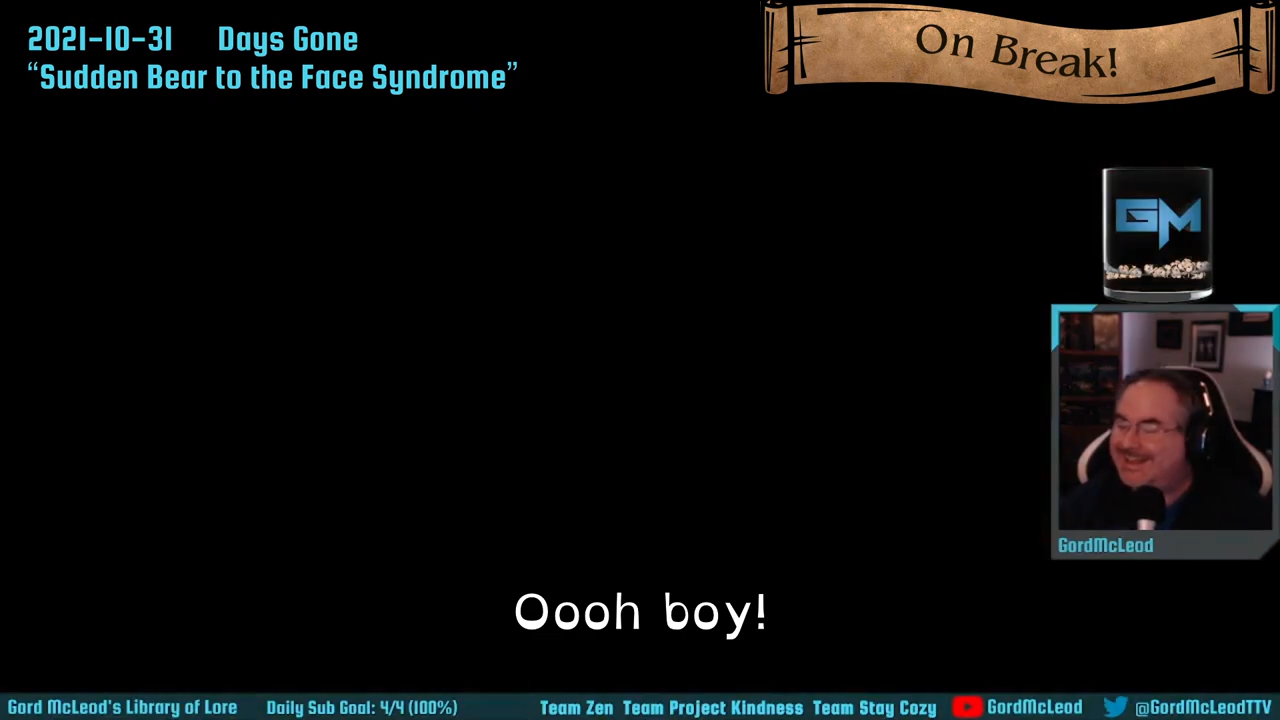 2021-10-31 Days Gone
“Sudden Bear to the Face Syndrome”
On Break!
GM
GordMcLeod
Oooh boy!
Gord McLeod's Library of Lore Daily Sub Goal: 4/4 (100%) Team Zen Team Project Kindness Team Stay Cozy GordMcLeod @GordMcLeodTTV